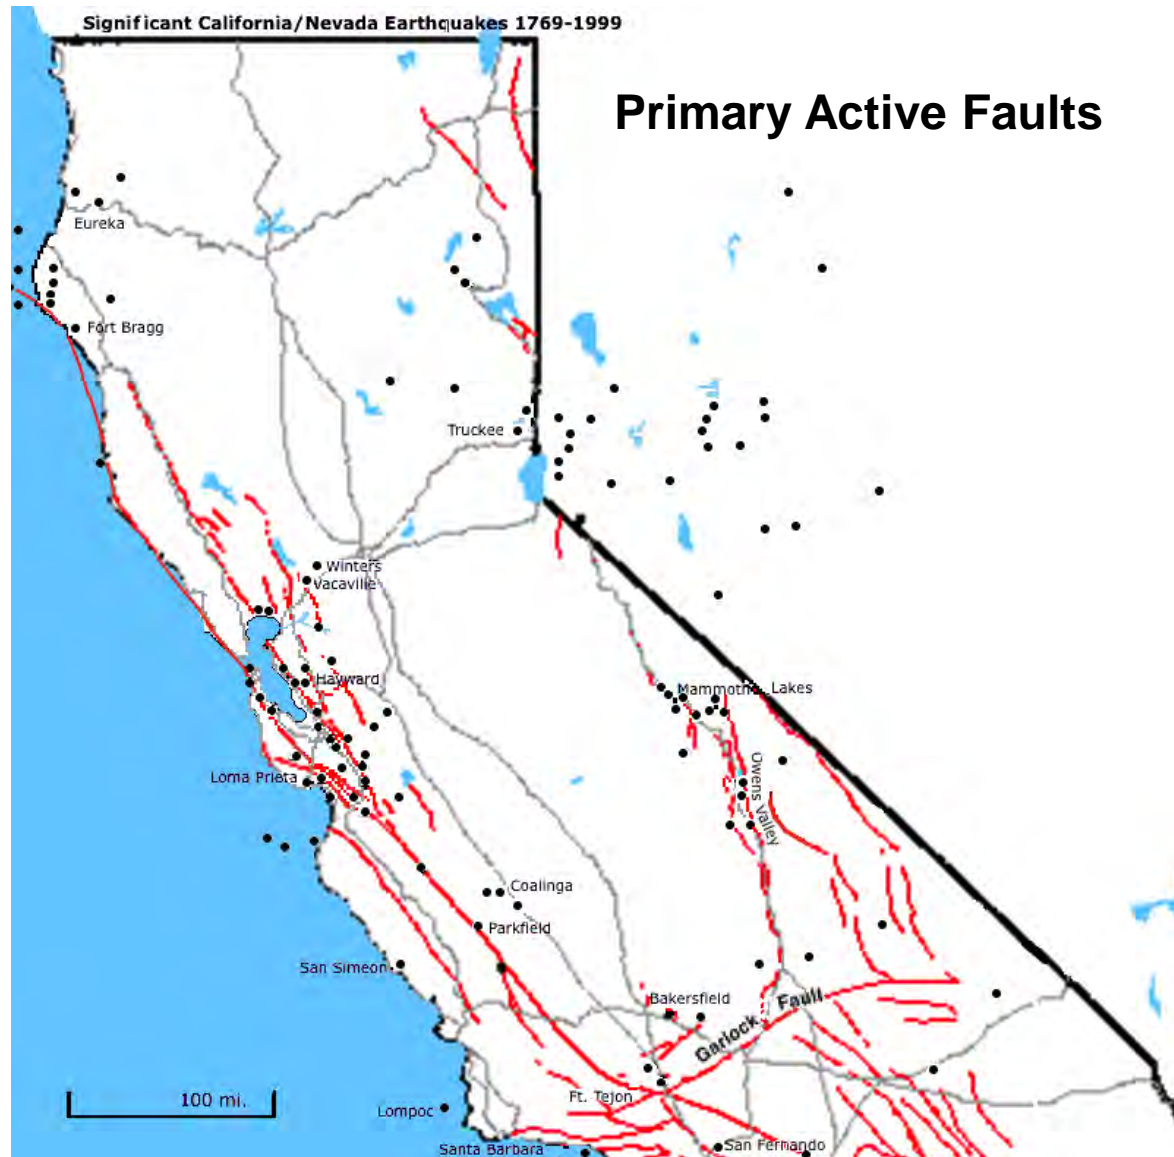 Significant California/Nevada Earthquakes 1769-1999
Primary Active Faults
Eureka
Fort Bragg
Truckee
Winters
Vacaville
Hayward
Mammoth Lakes
Loma Prieta
Owens Valley
Coalinga
Parkfield
San Simeon
Bakersfield
Garlock Fault
100 mi.
Ft. Tejon
Lompoc
San Fernando
Santa Barbara